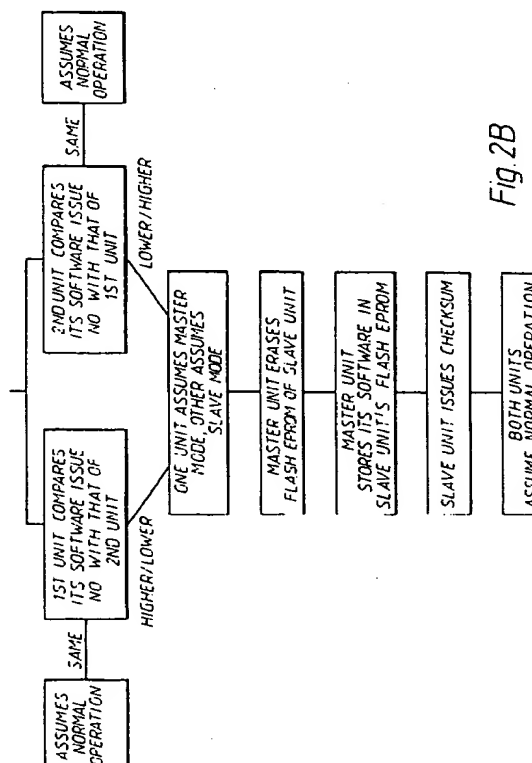 1ST UNIT COMPARES
ITS SOFTWARE ISSUE
NO WITH THAT OF
2ND UNIT
2ND UNIT COMPARES
ITS SOFTWARE ISSUE
NO WITH THAT OF
1ST UNIT
SAME
ASSUMES
NORMAL
OPERATION
SAME
ASSUMES
NORMAL
OPERATION
HIGHER/LOWER
LOWER/HIGHER
ONE UNIT ASSUMES MASTER
MODE, OTHER ASSUMES
SLAVE MODE
MASTER UNIT ERASES
FLASH EPROM OF SLAVE UNIT
MASTER UNIT
STORES ITS SOFTWARE IN
SLAVE UNIT'S FLASH EPROM
SLAVE UNIT ISSUES CHECKSUM
BOTH UNITS
ASSUME NORMAL OPERATION
Fig. 2B